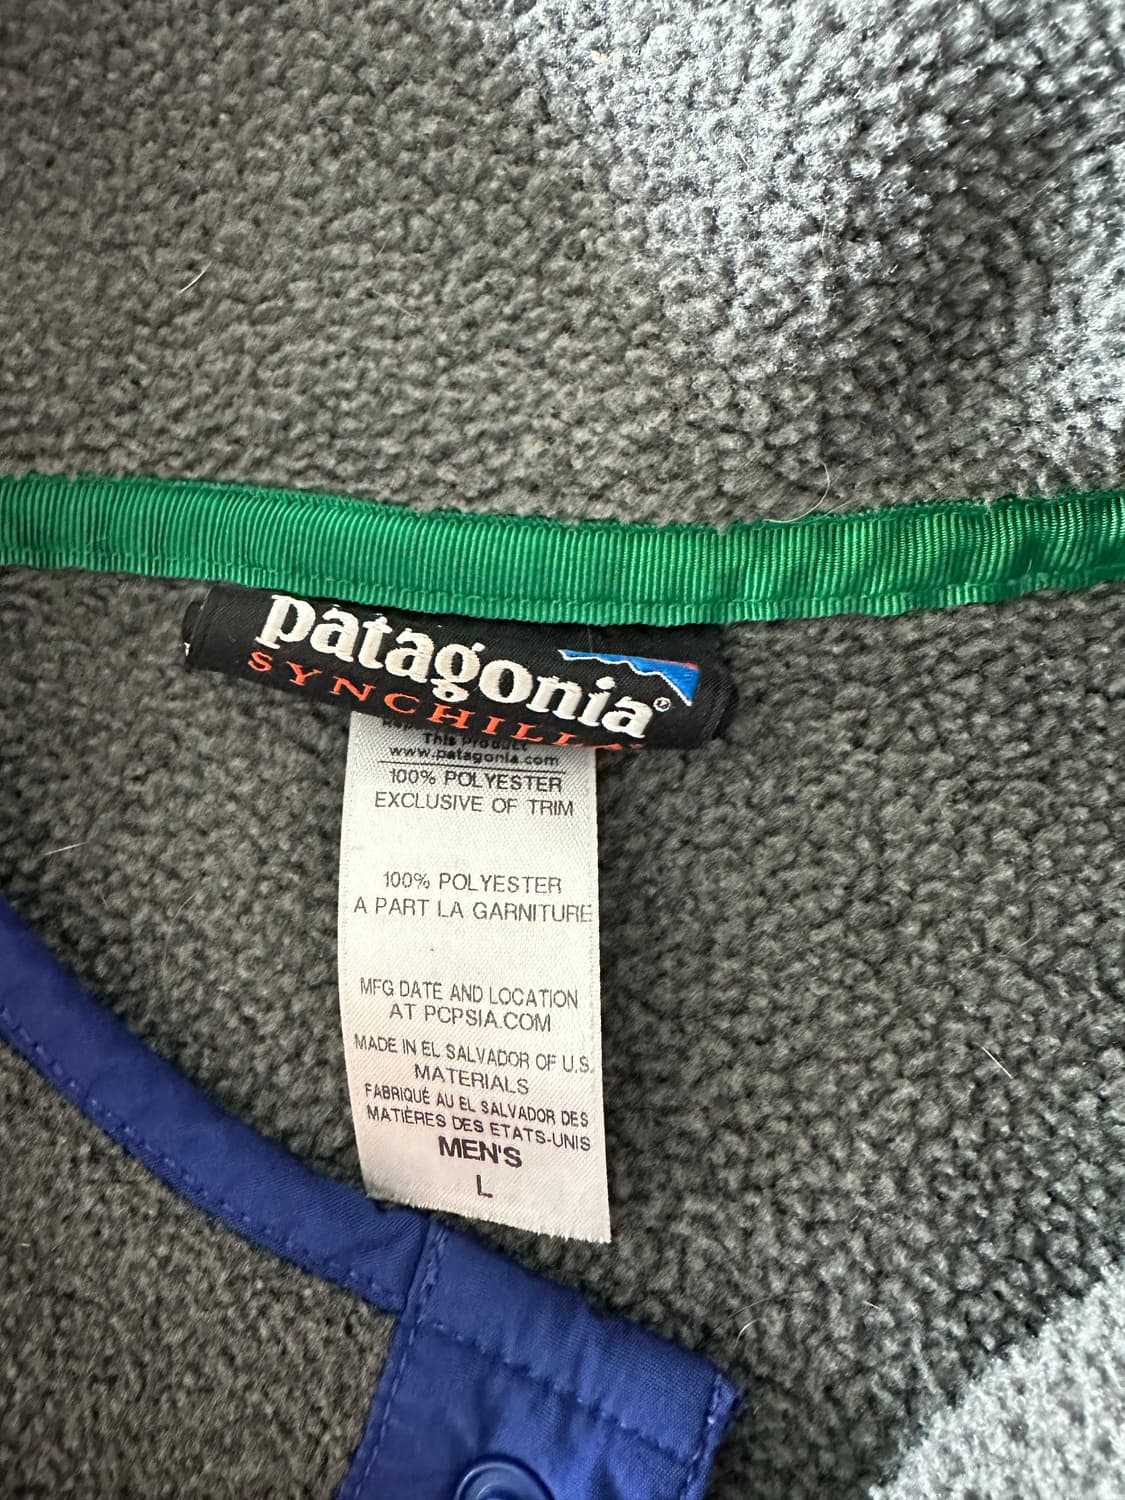 patagonia®
SYNCHILLA
This Product
www.patagonia.com
100% POLYESTER
EXCLUSIVE OF TRIM
100% POLYESTER
A PART LA GARNITURE
MFG DATE AND LOCATION
AT PCPSIA.COM
MADE IN EL SALVADOR OF U.S.
MATERIALS
FABRIQUÉ AU EL SALVADOR DES
MATIÈRES DES ETATS-UNIS
MEN'S
L